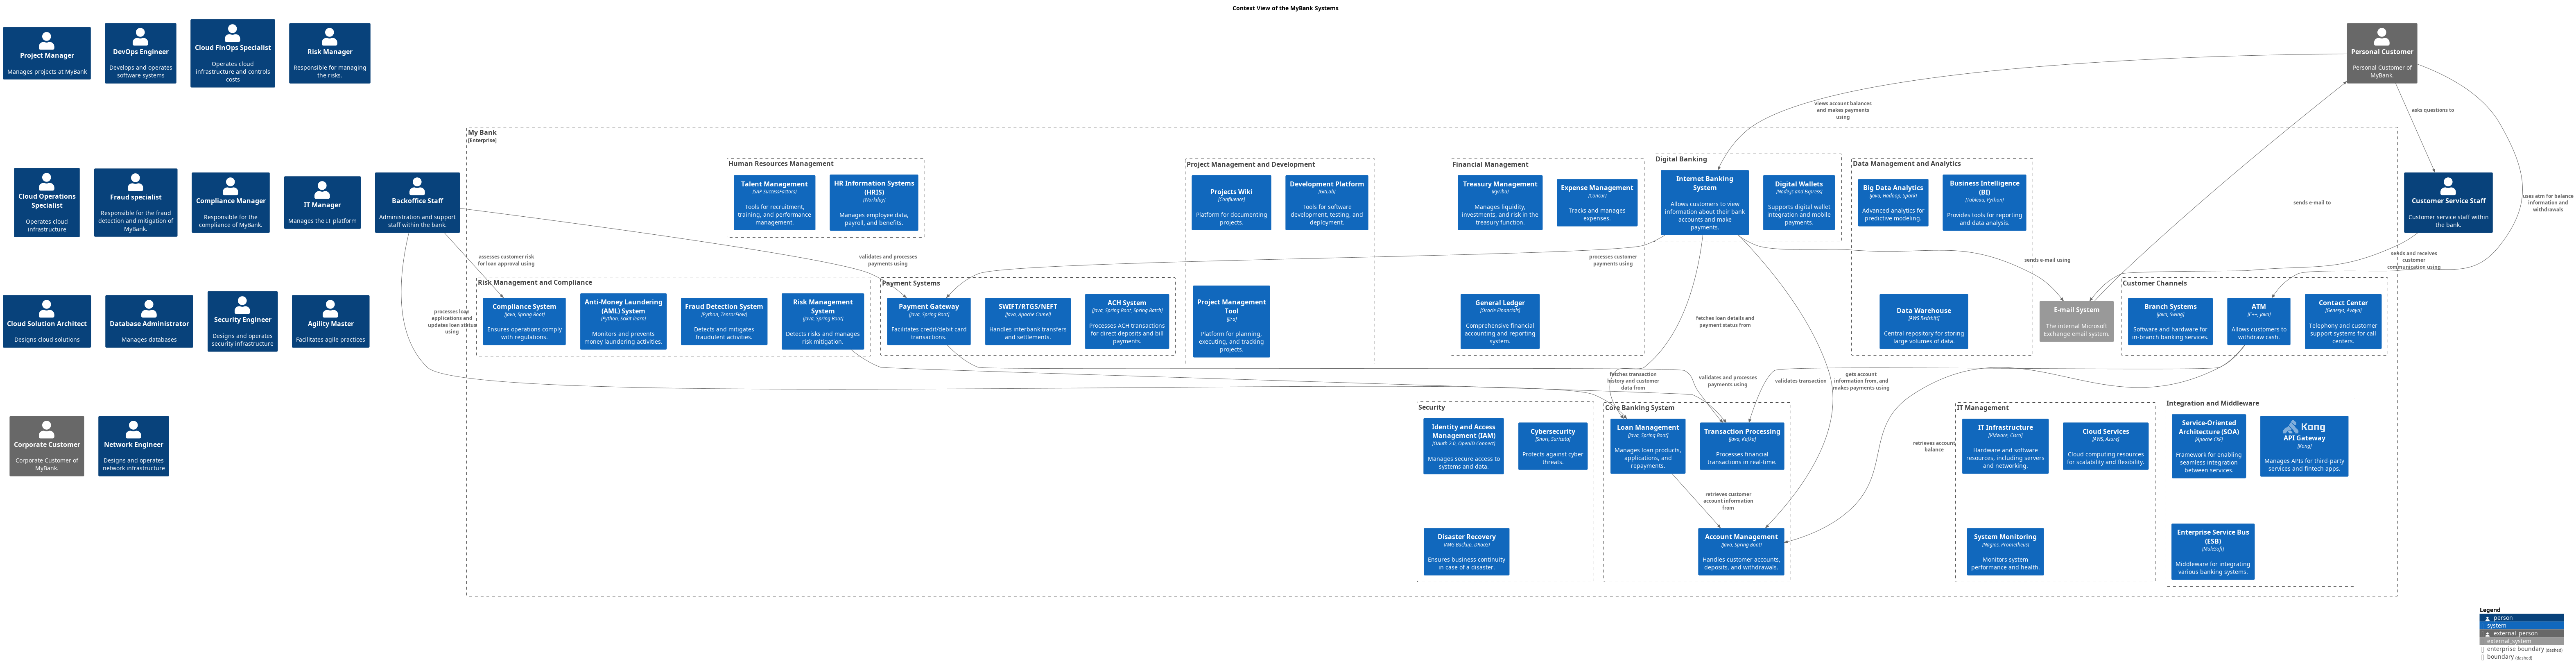 Context View of the MyBank Systems
Project Manager
Manages projects at MyBank
DevOps Engineer
Develops and operates
software systems
Cloud FinOps Specialist
Operates cloud
infrastructure and controls
costs
Risk Manager
Responsible for managing
the risks.
Personal Customer
Personal Customer of
MyBank.
views account balances
and makes payments
using
asks questions to
My Bank
[Enterprise]
Cloud Operations
Specialist
Operates cloud
infrastructure
Fraud specialist
Responsible for the fraud
detection and mitigation of
MyBank.
Compliance Manager
Responsible for the
compliance of MyBank.
IT Manager
Manages the IT platform
Backoffice Staff
Administration and support
staff within the bank.
Human Resources Management
Talent Management
[SAP SuccessFactors]
Tools for recruitment,
training, and performance
management.
HR Information Systems
(HRIS)
[Workday]
Manages employee data,
payroll, and benefits.
Project Management and Development
Projects Wiki
[Confluence]
Platform for documenting
projects.
Development Platform
[GitLab]
Tools for software
development, testing, and
deployment.
Project Management
Tool
[Jira]
Platform for planning,
executing, and tracking
projects.
Financial Management
Treasury Management
[Kyriba]
Manages liquidity,
investments, and risk in the
treasury function.
Expense Management
[Concur]
Tracks and manages
expenses.
General Ledger
[Oracle Financials]
Comprehensive financial
accounting and reporting
system.
Digital Banking
Internet Banking
System
Allows customers to view
information about their bank
accounts and make
payments.
Digital Wallets
[Node.js and Express]
Supports digital wallet
integration and mobile
payments.
Data Management and Analytics
Big Data Analytics
[Java, Hadoop, Spark]
Advanced analytics for
predictive modeling.
Business Intelligence
(BI)
[Tableau, Python]
Provides tools for reporting
and data analysis.
Data Warehouse
[AWS Redshift]
Central repository for storing
large volumes of data.
sends e-mail to
Customer Service Staff
Customer service staff within
the bank.
uses atm for balance
information and
withdrawals
assesses customer risk
for loan approval using
validates and processes
payments using
processes customer
payments using
sends e-mail using
sends and receives
customer
communication using
Cloud Solution Architect
Designs cloud solutions
Database Administrator
Manages databases
Security Engineer
Designs and operates
security infrastructure
Agility Master
Facilitates agile practices
processes loan
applications and
updates loan status
using
Risk Management and Compliance
Compliance System
[Java, Spring Boot]
Ensures operations comply
with regulations.
Anti-Money Laundering
(AML) System
[Python, Scikit-learn]
Monitors and prevents
money laundering activities.
Fraud Detection System
[Python, TensorFlow]
Detects and mitigates
fraudulent activities.
Risk Management
System
[Java, Spring Boot]
Detects risks and manages
risk mitigation.
Payment Systems
Payment Gateway
[Java, Spring Boot]
Facilitates credit/debit card
transactions.
SWIFT/RTGS/NEFT
[Java, Apache Camel]
Handles interbank transfers
and settlements.
ACH System
[Java, Spring Boot, Spring Batch]
Processes ACH transactions
for direct deposits and bill
payments.
fetches loan details and
payment status from
E-mail System
The internal Microsoft
Exchange email system.
Customer Channels
Branch Systems
[Java, Swing]
Software and hardware for
in-branch banking services.
ATM
[C++, Java]
Allows customers to
withdraw cash.
Contact Center
[Genesys, Avaya]
Telephony and customer
support systems for call
centers.
fetches transaction
history and customer
data from
validates and processes
payments using
validates transaction
gets account
information from, and
makes payments using
Corporate Customer
Corporate Customer of
MyBank.
Network Engineer
Designs and operates
network infrastructure
Security
Identity and Access
Management (IAM)
[OAuth 2.0, OpenID Connect]
Manages secure access to
systems and data.
Cybersecurity
[Snort, Suricata]
Protects against cyber
threats.
Disaster Recovery
[AWS Backup, DRaaS]
Ensures business continuity
in case of a disaster.
Core Banking System
Loan Management
[Java, Spring Boot]
Manages loan products,
applications, and
repayments.
Transaction Processing
[Java, Kafka]
Processes financial
transactions in real-time.
retrieves customer
account information
from
Account Management
[Java, Spring Boot]
Handles customer accounts,
deposits, and withdrawals.
retrieves account
balance
IT Management
IT Infrastructure
[VMware, Cisco]
Hardware and software
resources, including servers
and networking.
Cloud Services
[AWS, Azure]
Cloud computing resources
for scalability and flexibility.
System Monitoring
[Nagios, Prometheus]
Monitors system
performance and health.
Integration and Middleware
Service-Oriented
Architecture (SOA)
[Apache CXF]
Framework for enabling
seamless integration
between services.
Kong
API Gateway
[Kong]
Manages APIs for third-party
services and fintech apps.
Enterprise Service Bus
(ESB)
[MuleSoft]
Middleware for integrating
various banking systems.
Legend
person
system
external_person
external_system
enterprise boundary (dashed)
boundary (dashed)